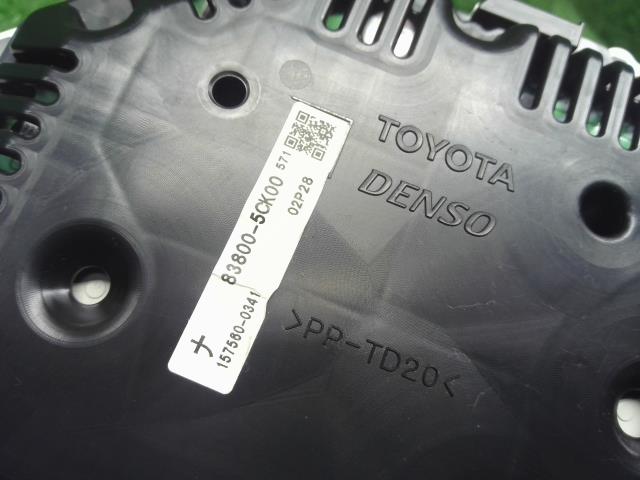 TOYOTA
DENSO
83800-5CK00 571
02P28
ナ 157560-0341
>PP-TD20<